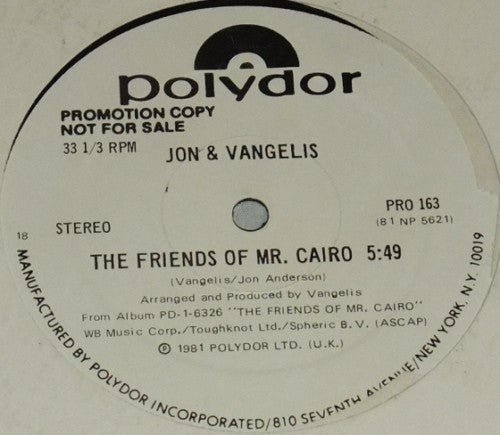 polydor
PROMOTION COPY
NOT FOR SALE
33 1/3 RPM
JON & VANGELIS
STEREO
PRO 163
(81 NP 5621)
18
THE FRIENDS OF MR. CAIRO 5:49
(Vangelis/Jon Anderson)
Arranged and Produced by Vangelis
From Album PD-1-6326 "THE FRIENDS OF MR. CAIRO"
WB Music Corp./Toughknot Ltd./Spheric B.V. (ASCAP)
℗ 1981 POLYDOR LTD. (U.K.)
MANUFACTURED BY POLYDOR INCORPORATED/810 SEVENTH AVENUE/NEW YORK, N.Y. 10019